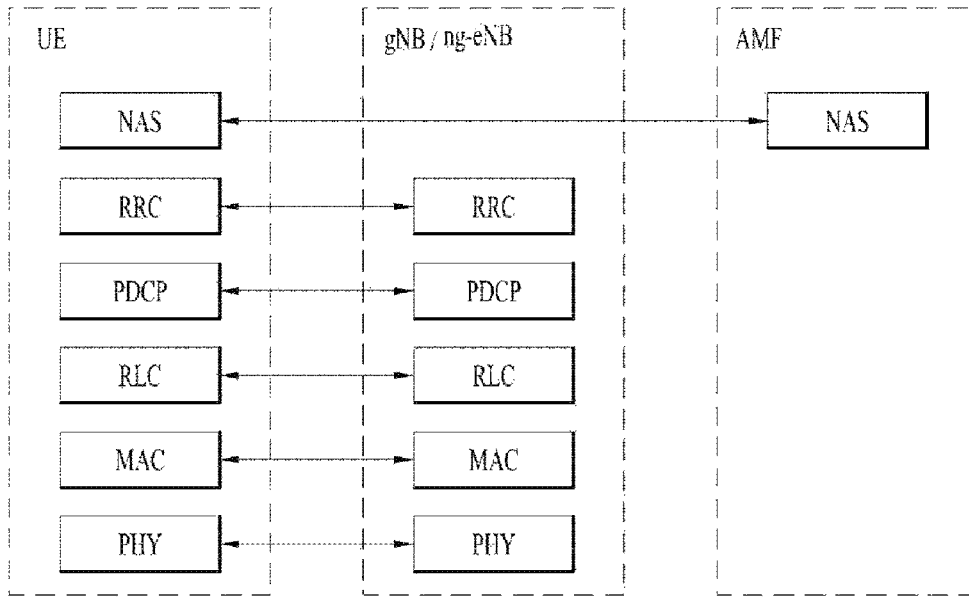 UE gNB / ng-eNB AMF
NAS NAS
RRC RRC
PDCP PDCP
RLC RLC
MAC MAC
PHY PHY